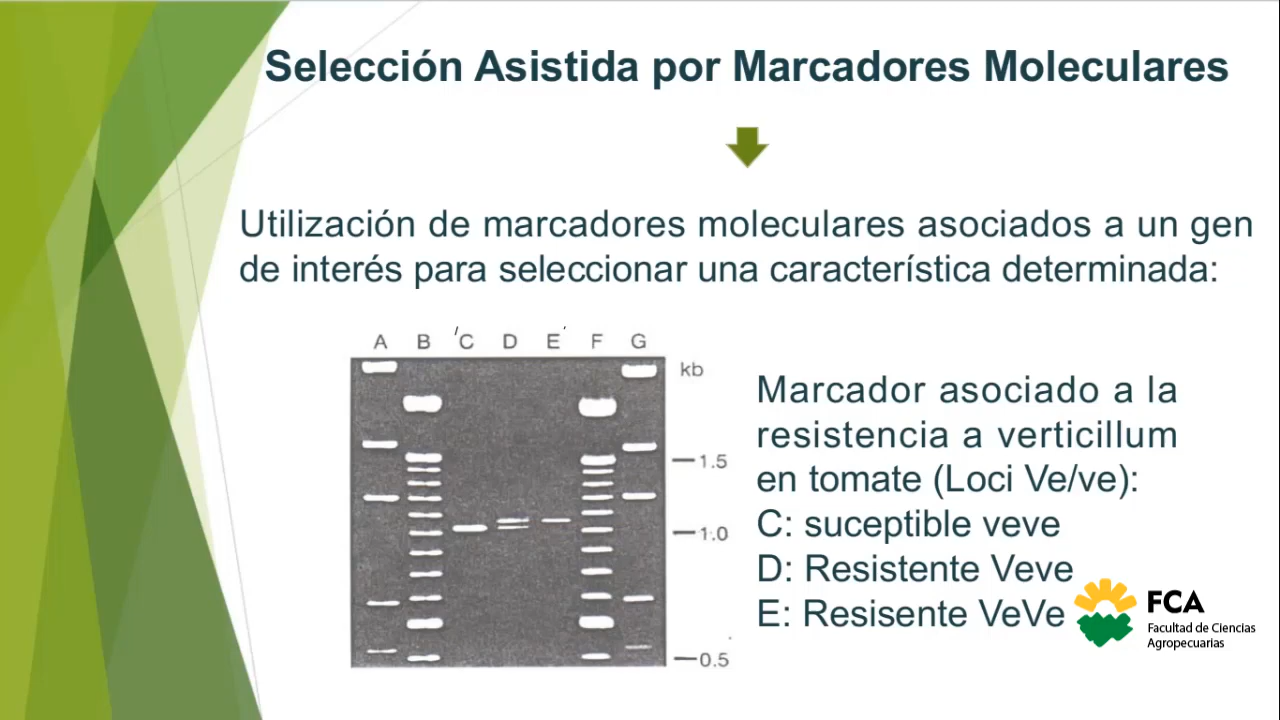 Selección Asistida por Marcadores Moleculares
Utilización de marcadores moleculares asociados a un gen
de interés para seleccionar una característica determinada:
A B C D E F G
kb
1.5
1.0
0.5
Marcador asociado a la
resistencia a verticillum
en tomate (Loci Ve/ve):
C: suceptible veve
D: Resistente Veve
E: Resisente VeVe
FCA
Facultad de Ciencias
Agropecuarias